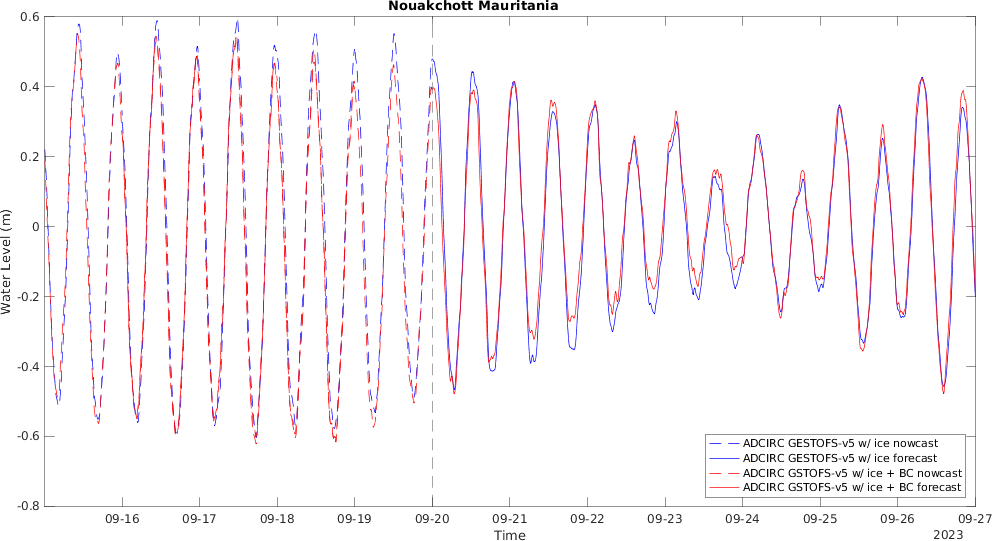 Nouakchott Mauritania
0.6
0.4
0.2
0
-0.2
-0.4
-0.6
-0.8
Water Level (m)
ADCIRC GESTOFS-v5 w/ ice nowcast
ADCIRC GESTOFS-v5 w/ ice forecast
ADCIRC GSTOFS-v5 w/ ice + BC nowcast
ADCIRC GSTOFS-v5 w/ ice + BC forecast
09-16 09-17 09-18 09-19 09-20 09-21 09-22 09-23 09-24 09-25 09-26 09-27
Time
2023